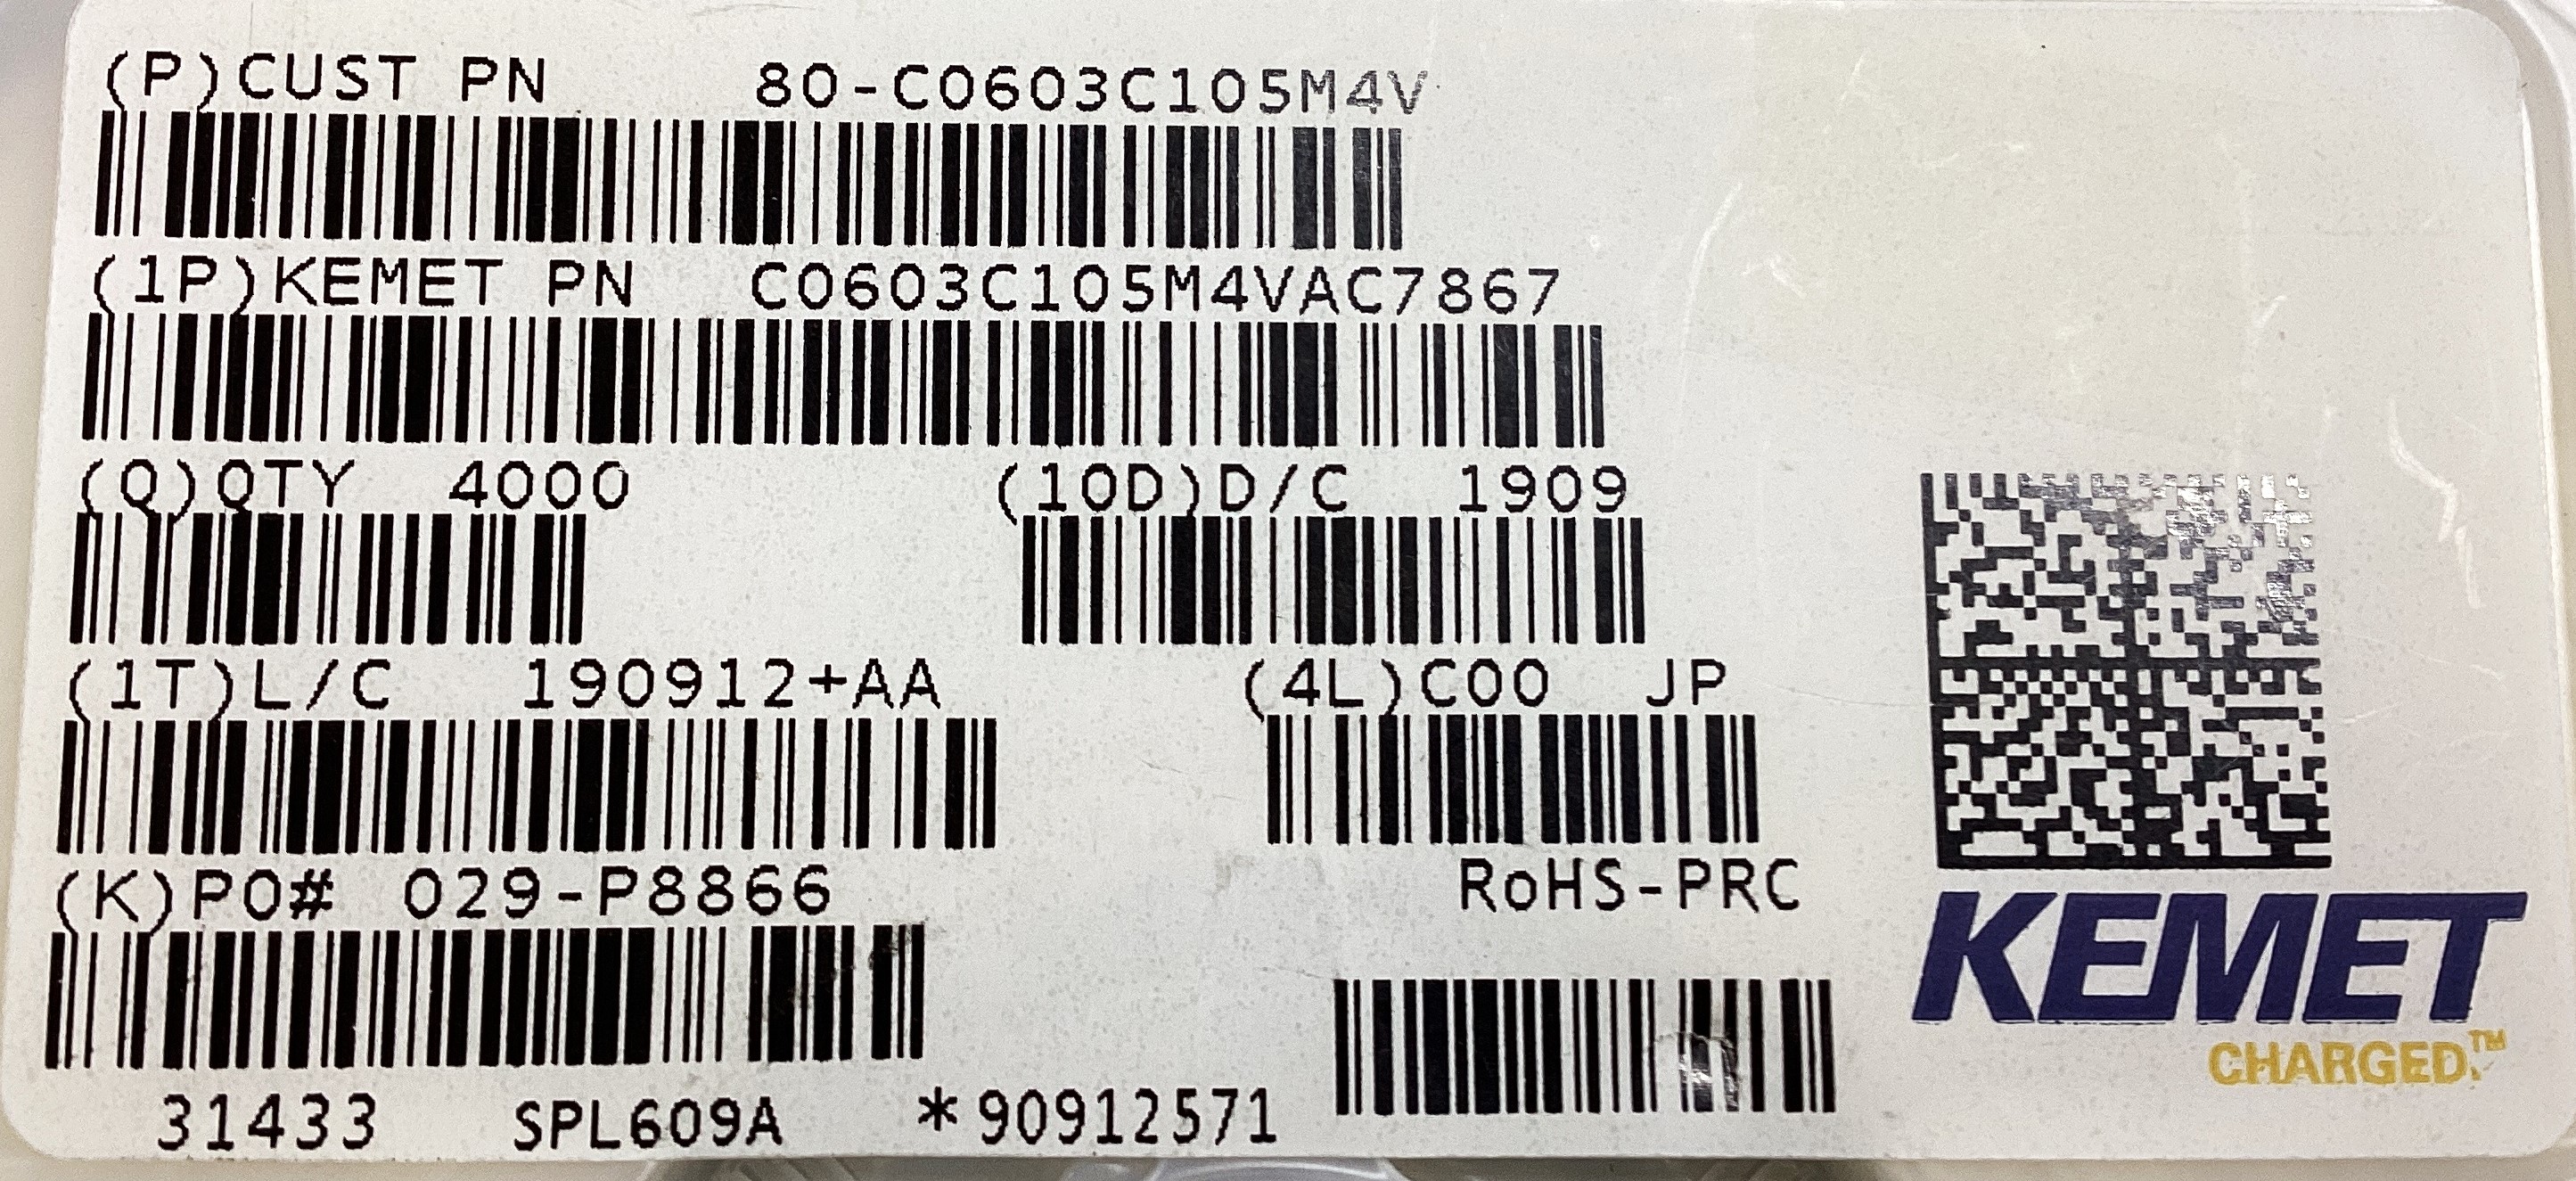 (P)CUST PN 80-C0603C105M4V
(1P)KEMET PN C0603C105M4VAC7867
(Q)QTY 4000 (10D)D/C 1909
(1T)L/C 190912+AA (4L)COO JP
(K)PO# 029-P8866 RoHS-PRC
KEMET
CHARGED.™
31433 SPL609A *90912571